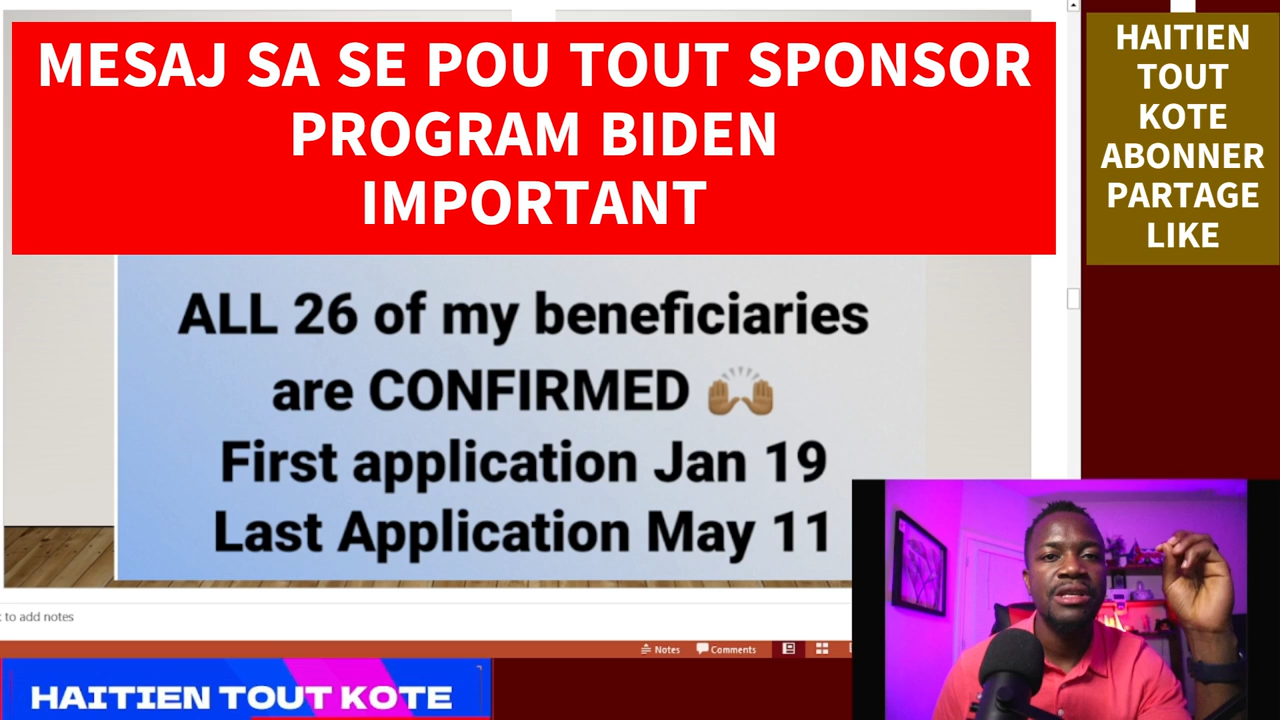 MESAJ SA SE POU TOUT SPONSOR
PROGRAM BIDEN
IMPORTANT
HAITIEN
TOUT
KOTE
ABONNER
PARTAGE
LIKE
ALL 26 of my beneficiaries
are CONFIRMED 🙌🏾
First application Jan 19
Last Application May 11
to add notes
Notes
Comments
HAITIEN TOUT KOTE